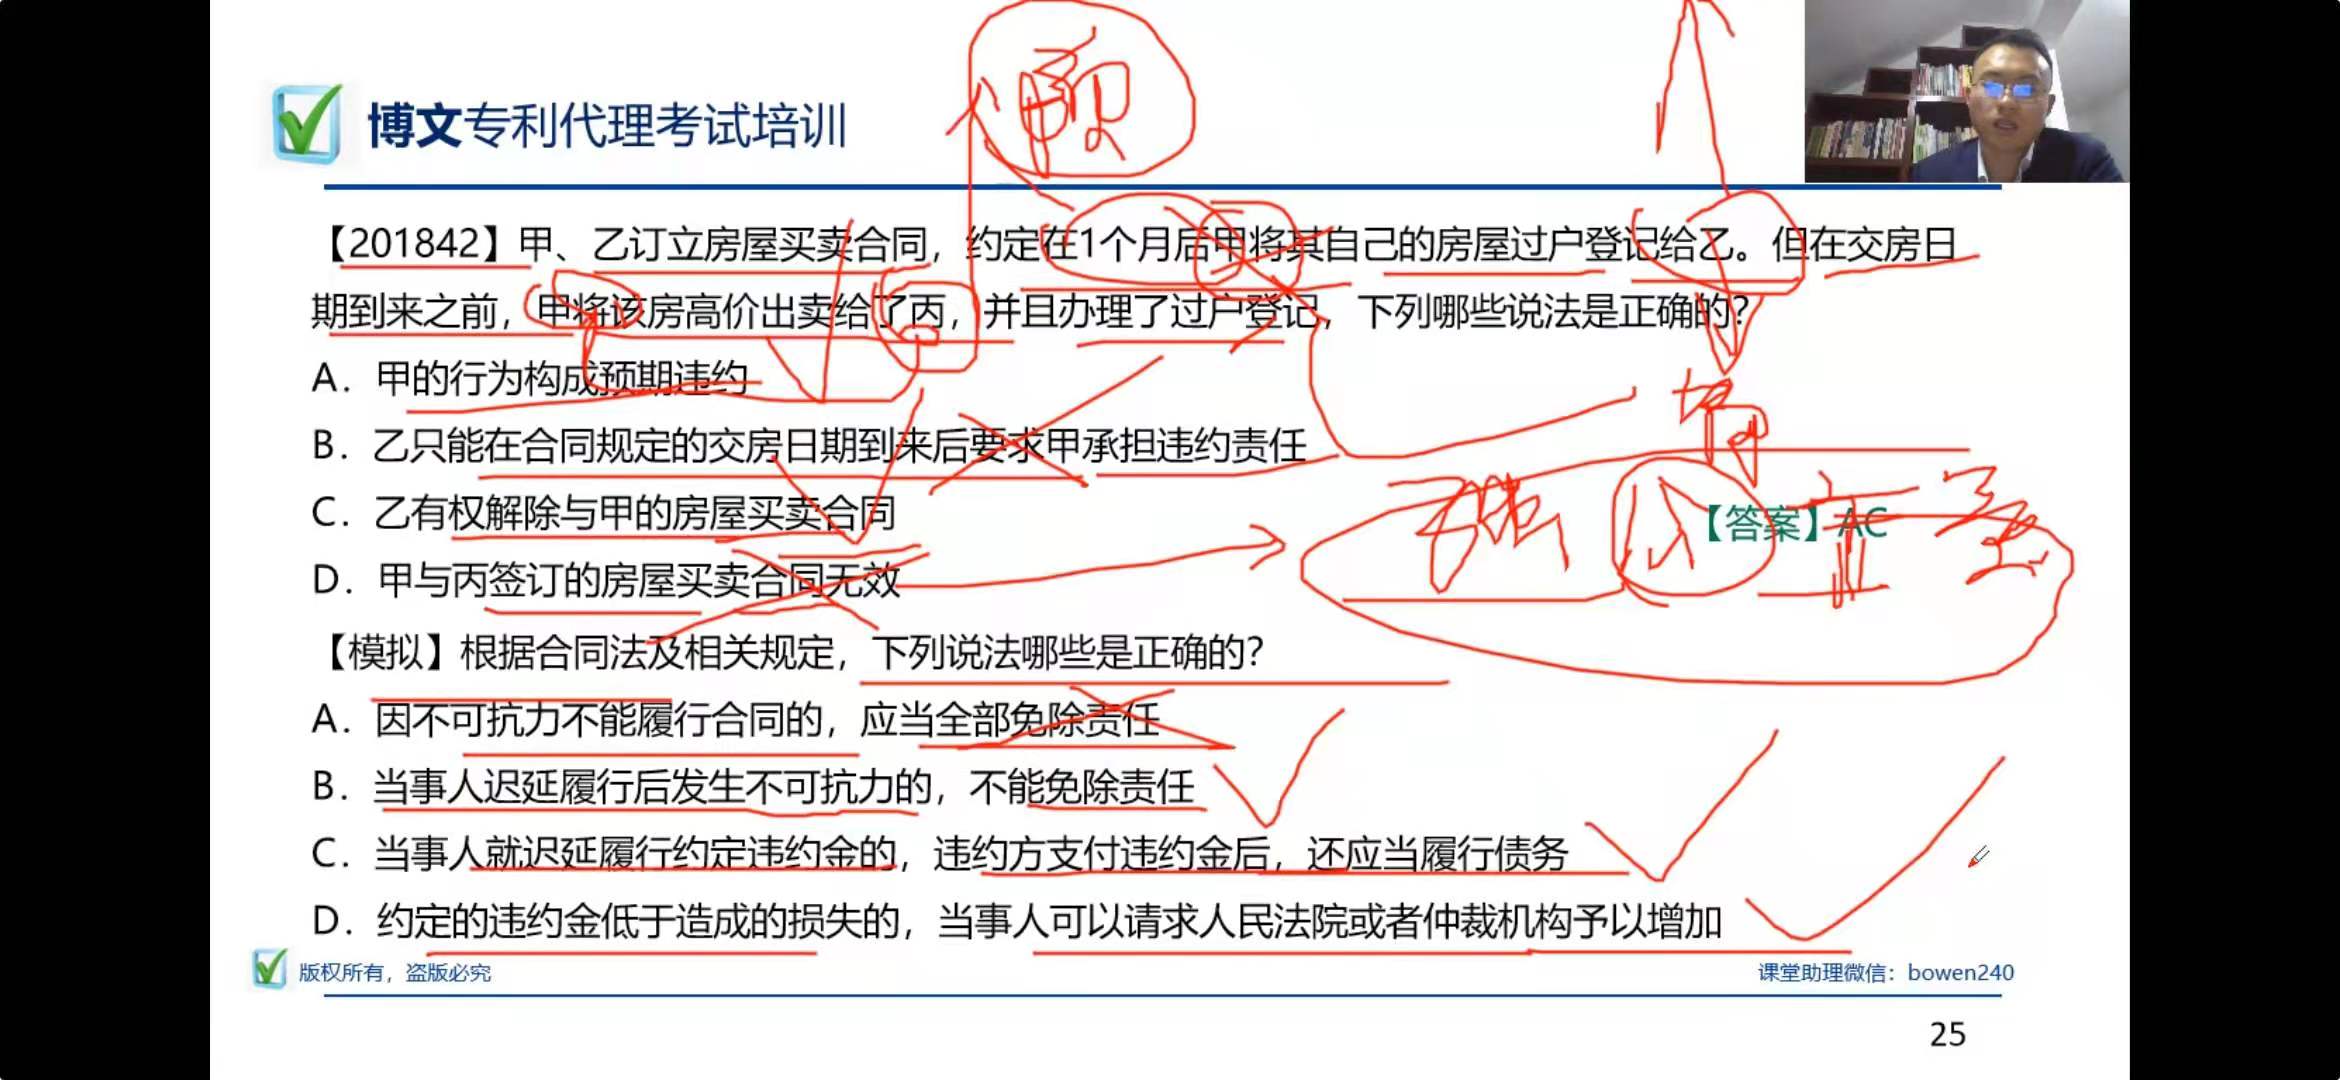 博文专利代理考试培训
预
【201842】甲、乙订立房屋买卖合同，约定在1个月后甲将其自己的房屋过户登记给乙。但在交房日
期到来之前，甲将该房高价出卖给了丙，并且办理了过户登记，下列哪些说法是正确的？
A．甲的行为构成预期违约
B．乙只能在合同规定的交房日期到来后要求甲承担违约责任
C．乙有权解除与甲的房屋买卖合同
【答案】AC
D．甲与丙签订的房屋买卖合同无效
【模拟】根据合同法及相关规定，下列说法哪些是正确的？
A．因不可抗力不能履行合同的，应当全部免除责任
B．当事人迟延履行后发生不可抗力的，不能免除责任
C．当事人就迟延履行约定违约金的，违约方支付违约金后，还应当履行债务
D．约定的违约金低于造成的损失的，当事人可以请求人民法院或者仲裁机构予以增加
版权所有，盗版必究
课堂助理微信：bowen240
25